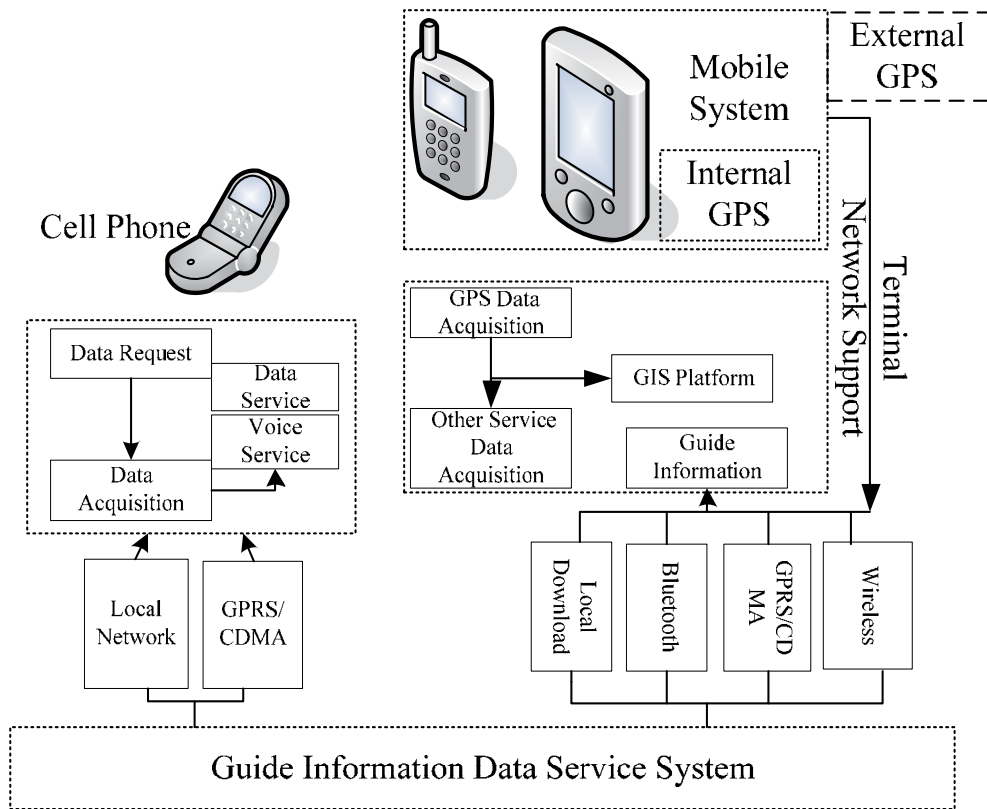 External
GPS
Mobile
System
Internal
GPS
Cell Phone
Terminal
Network Support
Data Request
Data
Service
Voice
Service
Data
Acquisition
GPS Data
Acquisition
GIS Platform
Other Service
Data
Acquisition
Guide
Information
Local
Network
GPRS/
CDMA
Local
Download
Bluetooth
GPRS/CD
MA
Wireless
Guide Information Data Service System